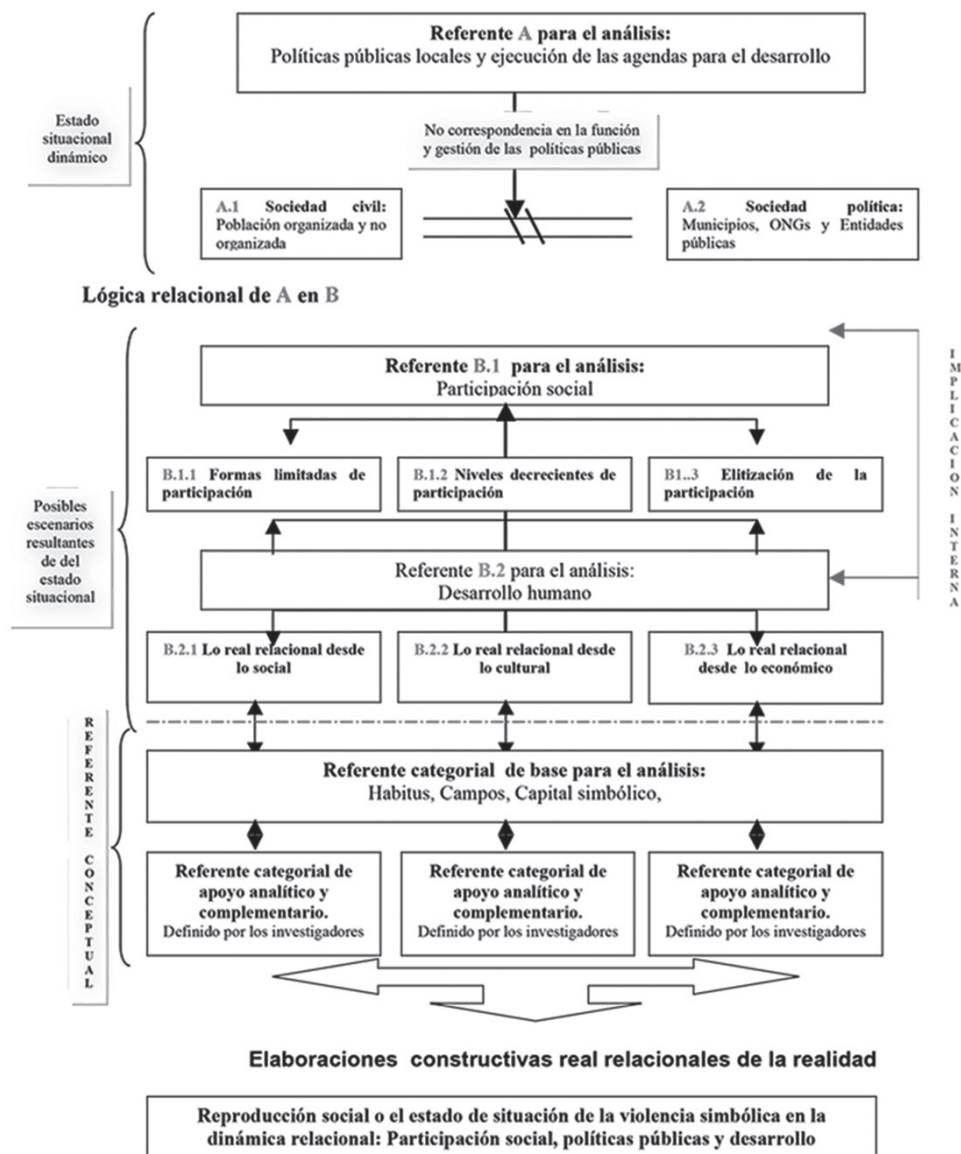 Referente A para el análisis:
Políticas públicas locales y ejecución de las agendas para el desarrollo
Estado
situacional
dinámico
No correspondencia en la función
y gestión de las políticas públicas
A.1 Sociedad civil:
Población organizada y no
organizada
A.2 Sociedad política:
Municipios, ONGs y Entidades
públicas
Lógica relacional de A en B
Referente B.1 para el análisis:
Participación social
B.1.1 Formas limitadas de
participación
B.1.2 Niveles decrecientes de
participación
B1..3 Elitización de la
participación
Posibles
escenarios
resultantes
de del
estado
situacional
Referente B.2 para el análisis:
Desarrollo humano
IMPLICACION INTERNA
B.2.1 Lo real relacional desde
lo social
B.2.2 Lo real relacional desde
lo cultural
B.2.3 Lo real relacional
desde lo económico
REFERENTE CONCEPTUAL
Referente categorial de base para el análisis:
Habitus, Campos, Capital simbólico,
Referente categorial de
apoyo analítico y
complementario.
Definido por los investigadores
Referente categorial de
apoyo analítico y
complementario.
Definido por los investigadores
Referente categorial de
apoyo analítico y
complementario.
Definido por los investigadores
Elaboraciones constructivas real relacionales de la realidad
Reproducción social o el estado de situación de la violencia simbólica en la
dinámica relacional: Participación social, políticas públicas y desarrollo